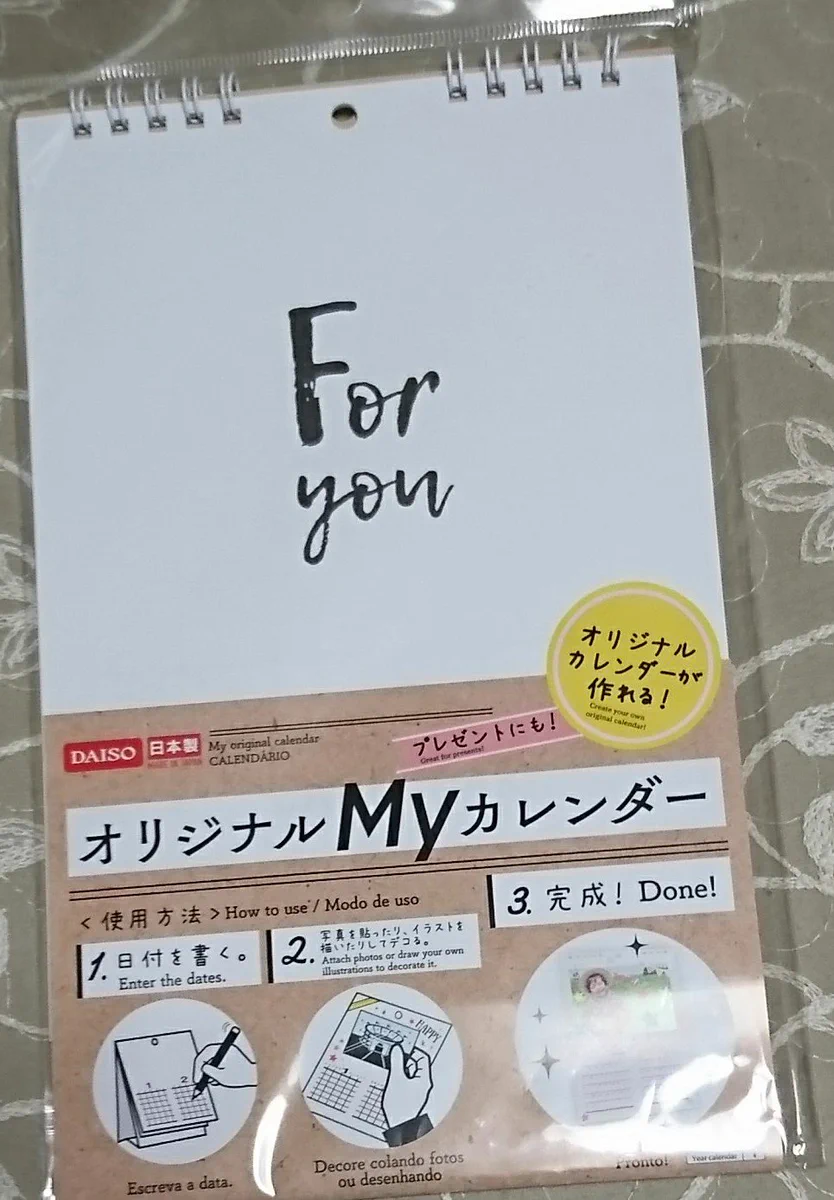 For
you
オリジナル
カレンダーが
作れる!
Create your own
original calendar!
DAISO
日本製
MADE IN JAPAN
My original calendar
CALENDÁRIO
プレゼントにも!
Great for presents!
オリジナルMyカレンダー
<使用方法> How to use / Modo de uso
1. 日付を書く。
Enter the dates.
2. 写真を貼ったり、イラストを
描いたりしてデコる。
Attach photos or draw your own
illustrations to decorate it.
3. 完成! Done!
1 2
HAPPY
1
Escreva a data.
Decore colando fotos
ou desenhando
Pronto!
Year calendar